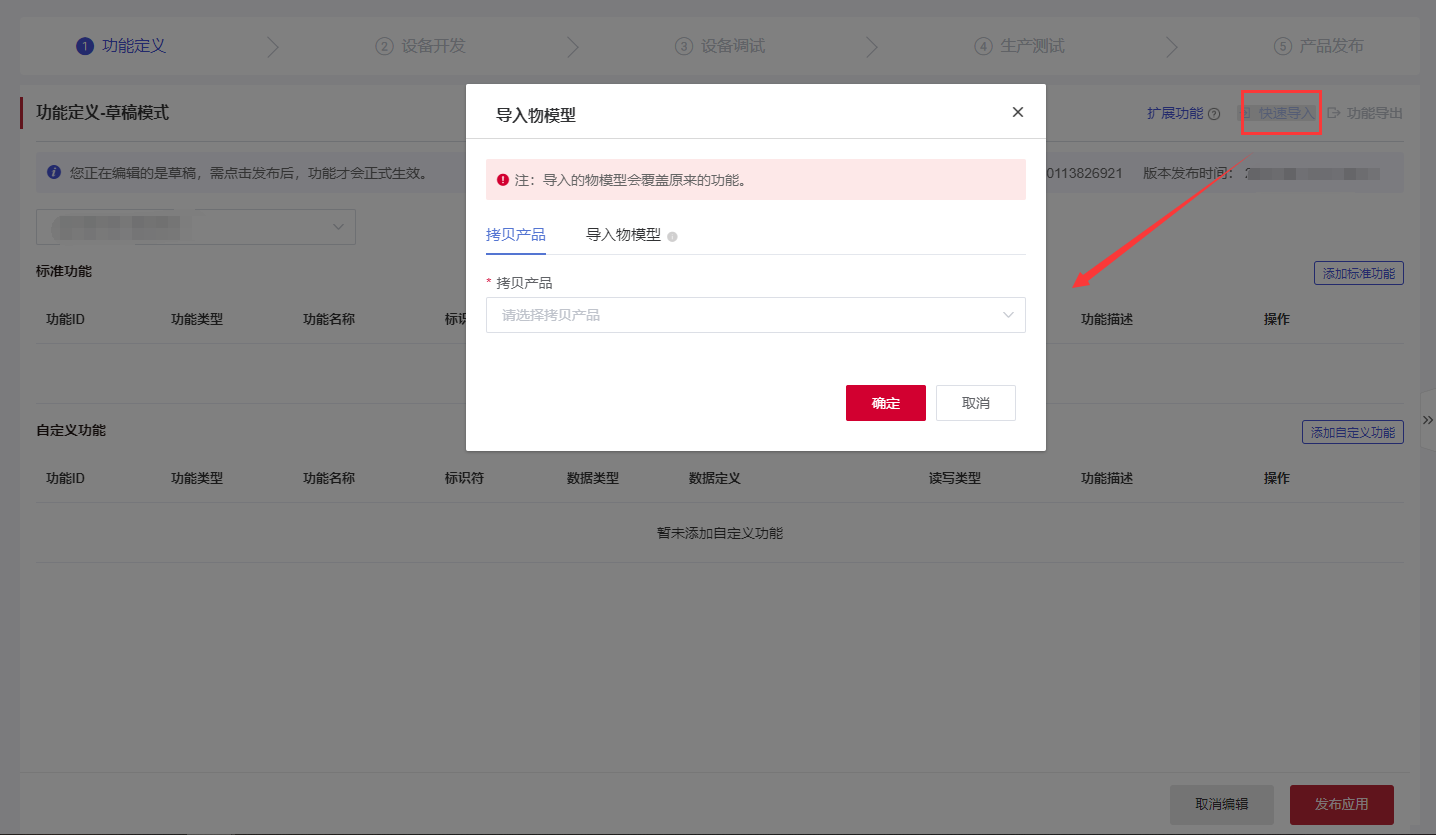 1 功能定义
2 设备开发
3 设备调试
4 生产测试
5 产品发布
功能定义-草稿模式
扩展功能
快速导入
功能导出
您正在编辑的是草稿，需点击发布后，功能才会正式生效。
0113826921
版本发布时间：
导入物模型
注：导入的物模型会覆盖原来的功能。
拷贝产品
导入物模型
* 拷贝产品
请选择拷贝产品
确定
取消
标准功能
添加标准功能
功能ID
功能类型
功能名称
标识
功能描述
操作
自定义功能
添加自定义功能
功能ID
功能类型
功能名称
标识符
数据类型
数据定义
读写类型
功能描述
操作
暂未添加自定义功能
取消编辑
发布应用